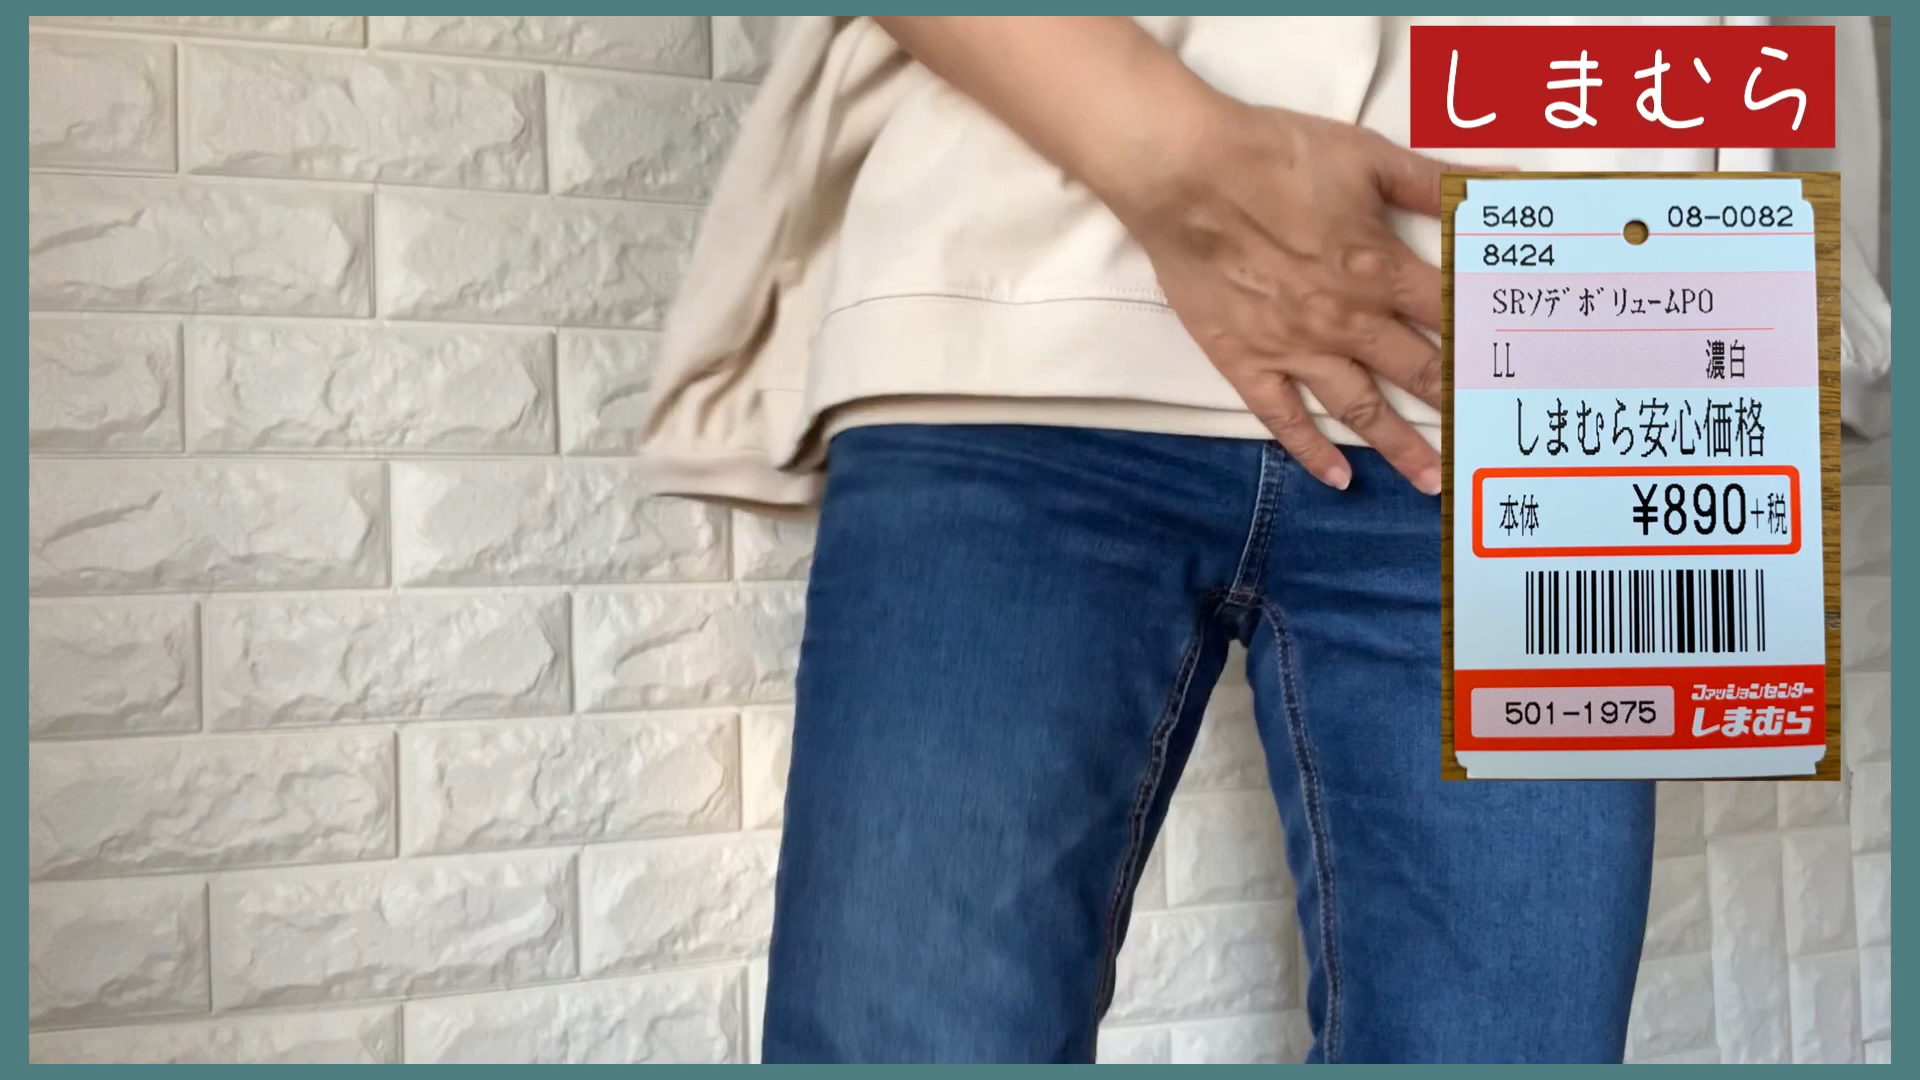 しまむら
5480 08-0082
8424
SRソデボリュームPO
LL 濃白
しまむら安心価格
本体 ¥890+税
501-1975
ファッションセンター
しまむら